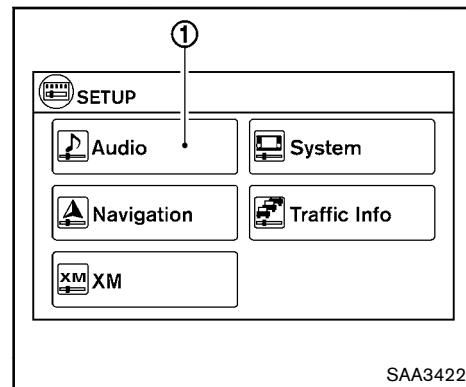 ①
SETUP
Audio
System
Navigation
Traffic Info
XM XM
SAA3422